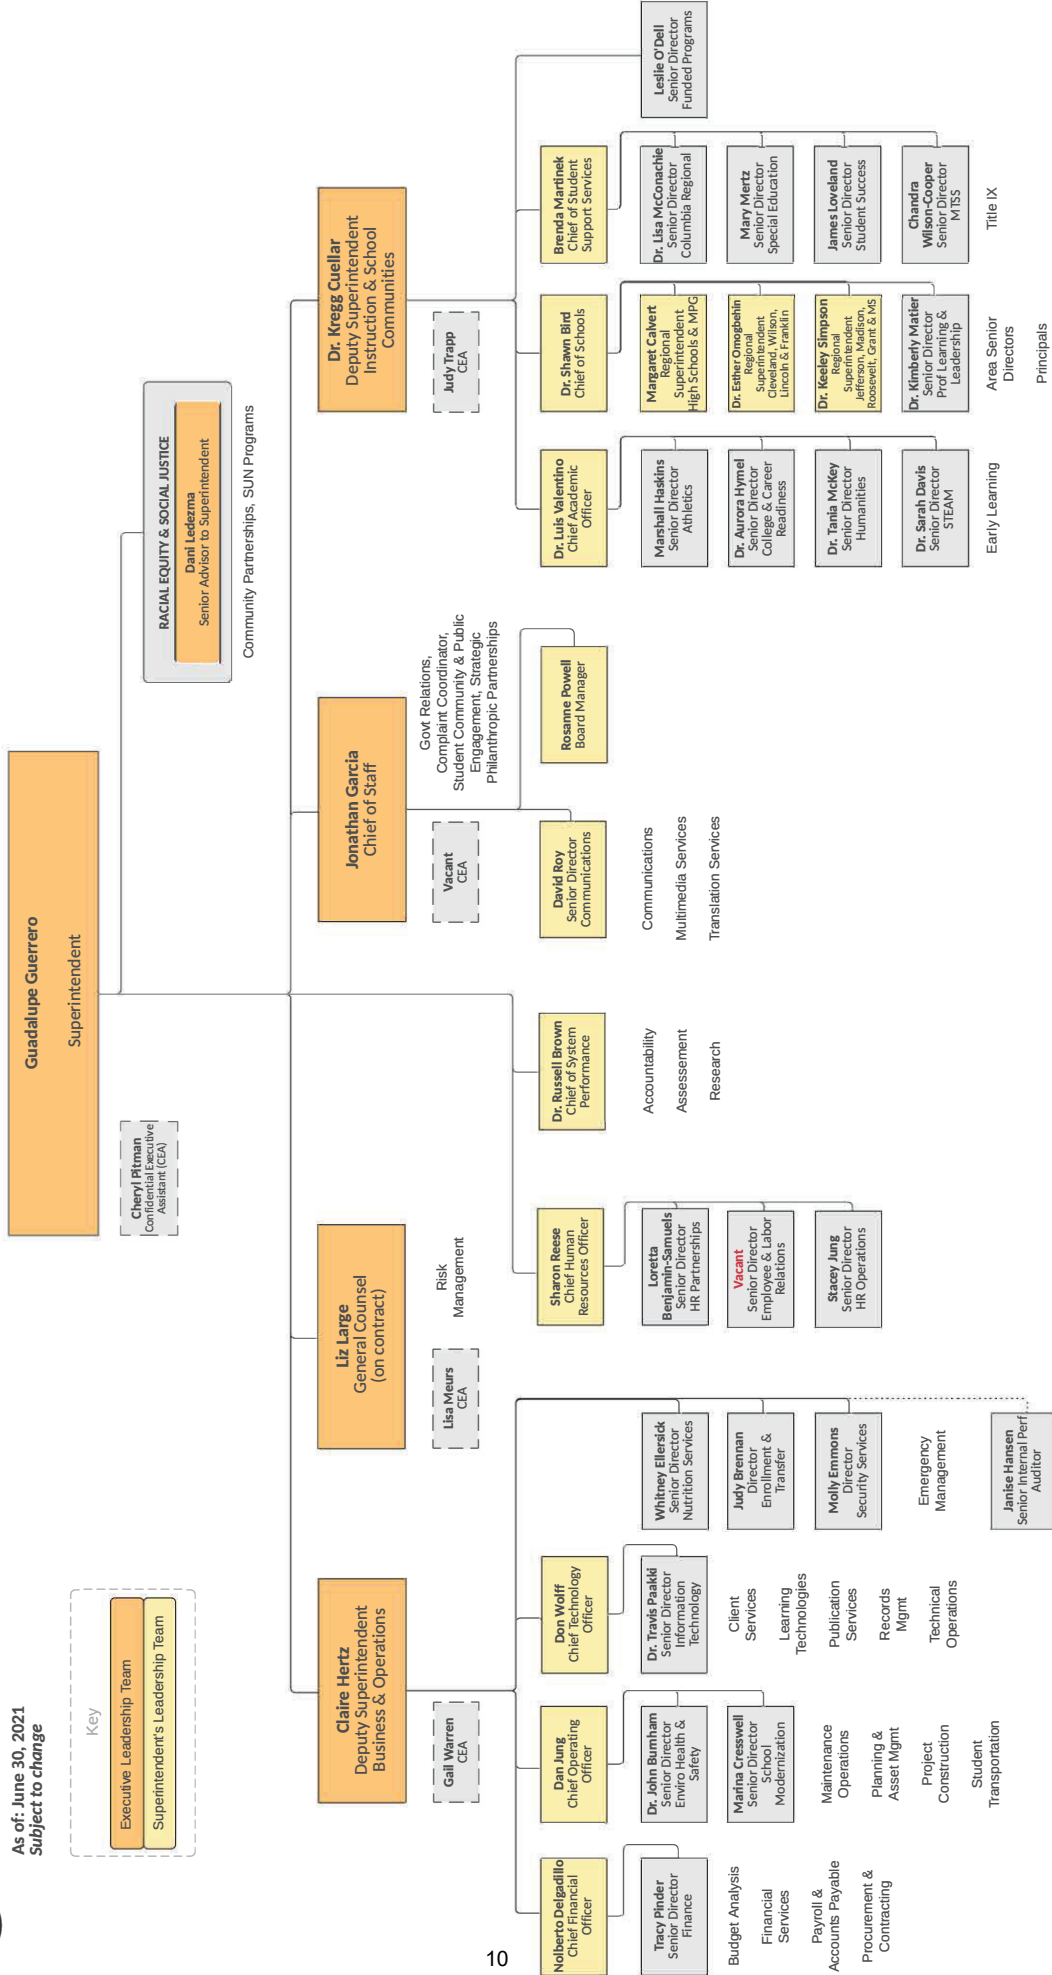 As of: June 30, 2021
Subject to change
Key
Executive Leadership Team
Superintendent's Leadership Team
Guadalupe Guerrero
Superintendent
Cheryl Pitman
Confidential Executive
Assistant (CEA)
RACIAL EQUITY & SOCIAL JUSTICE
Dani Ledezma
Senior Advisor to Superintendent
Community Partnerships, SUN Programs
Claire Hertz
Deputy Superintendent
Business & Operations
Gail Warren
CEA
Liz Large
General Counsel
(on contract)
Lisa Meurs
CEA
Risk
Management
Jonathan Garcia
Chief of Staff
Vacant
CEA
Govt Relations,
Complaint Coordinator,
Student Community & Public
Engagement, Strategic
Philanthropic Partnerships
Dr. Kregg Cuellar
Deputy Superintendent
Instruction & School
Communities
Judy Trapp
CEA
Nolberto Delgadillo
Chief Financial
Officer
Tracy Pinder
Senior Director
Finance
Budget Analysis
Financial
Services
Payroll &
Accounts Payable
Procurement &
Contracting
Dan Jung
Chief Operating
Officer
Dr. John Burnham
Senior Director
Enviro Health &
Safety
Marina Cresswell
Senior Director
School
Modernization
Maintenance
Operations
Planning &
Asset Mgmt
Project
Construction
Student
Transportation
Don Wolff
Chief Technology
Officer
Dr. Travis Paakki
Senior Director
Information
Technology
Client
Services
Learning
Technologies
Publication
Services
Records
Mgmt
Technical
Operations
Whitney Ellersick
Senior Director
Nutrition Services
Judy Brennan
Director
Enrollment &
Transfer
Molly Emmons
Director
Security Services
Emergency
Management
Janise Hansen
Senior Internal Perf.
Auditor
Sharon Reese
Chief Human
Resources Officer
Loretta
Benjamin-Samuels
Senior Director
HR Partnerships
Vacant
Senior Director
Employee & Labor
Relations
Stacey Jung
Senior Director
HR Operations
Dr. Russell Brown
Chief of System
Performance
Accountability
Assessement
Research
David Roy
Senior Director
Communications
Communications
Multimedia Services
Translation Services
Rosanne Powell
Board Manager
Dr. Luis Valentino
Chief Academic
Officer
Marshall Haskins
Senior Director
Athletics
Dr. Aurora Hymel
Senior Director
College & Career
Readiness
Dr. Tania McKey
Senior Director
Humanities
Dr. Sarah Davis
Senior Director
STEAM
Early Learning
Dr. Shawn Bird
Chief of Schools
Margaret Calvert
Regional
Superintendent
High Schools & MPG
Dr. Esther Omogbehin
Regional
Superintendent
Cleveland, Wilson,
Lincoln & Franklin
Dr. Keeley Simpson
Regional
Superintendent
Jefferson, Madison,
Roosevelt, Grant & MS
Dr. Kimberly Matier
Senior Director
Prof Learning &
Leadership
Area Senior
Directors
Principals
Brenda Martinek
Chief of Student
Support Services
Dr. Lisa McConachie
Senior Director
Columbia Regional
Mary Mertz
Senior Director
Special Education
James Loveland
Senior Director
Student Success
Chandra
Wilson-Cooper
Senior Director
MTSS
Title IX
Leslie O'Dell
Senior Director
Funded Programs
10